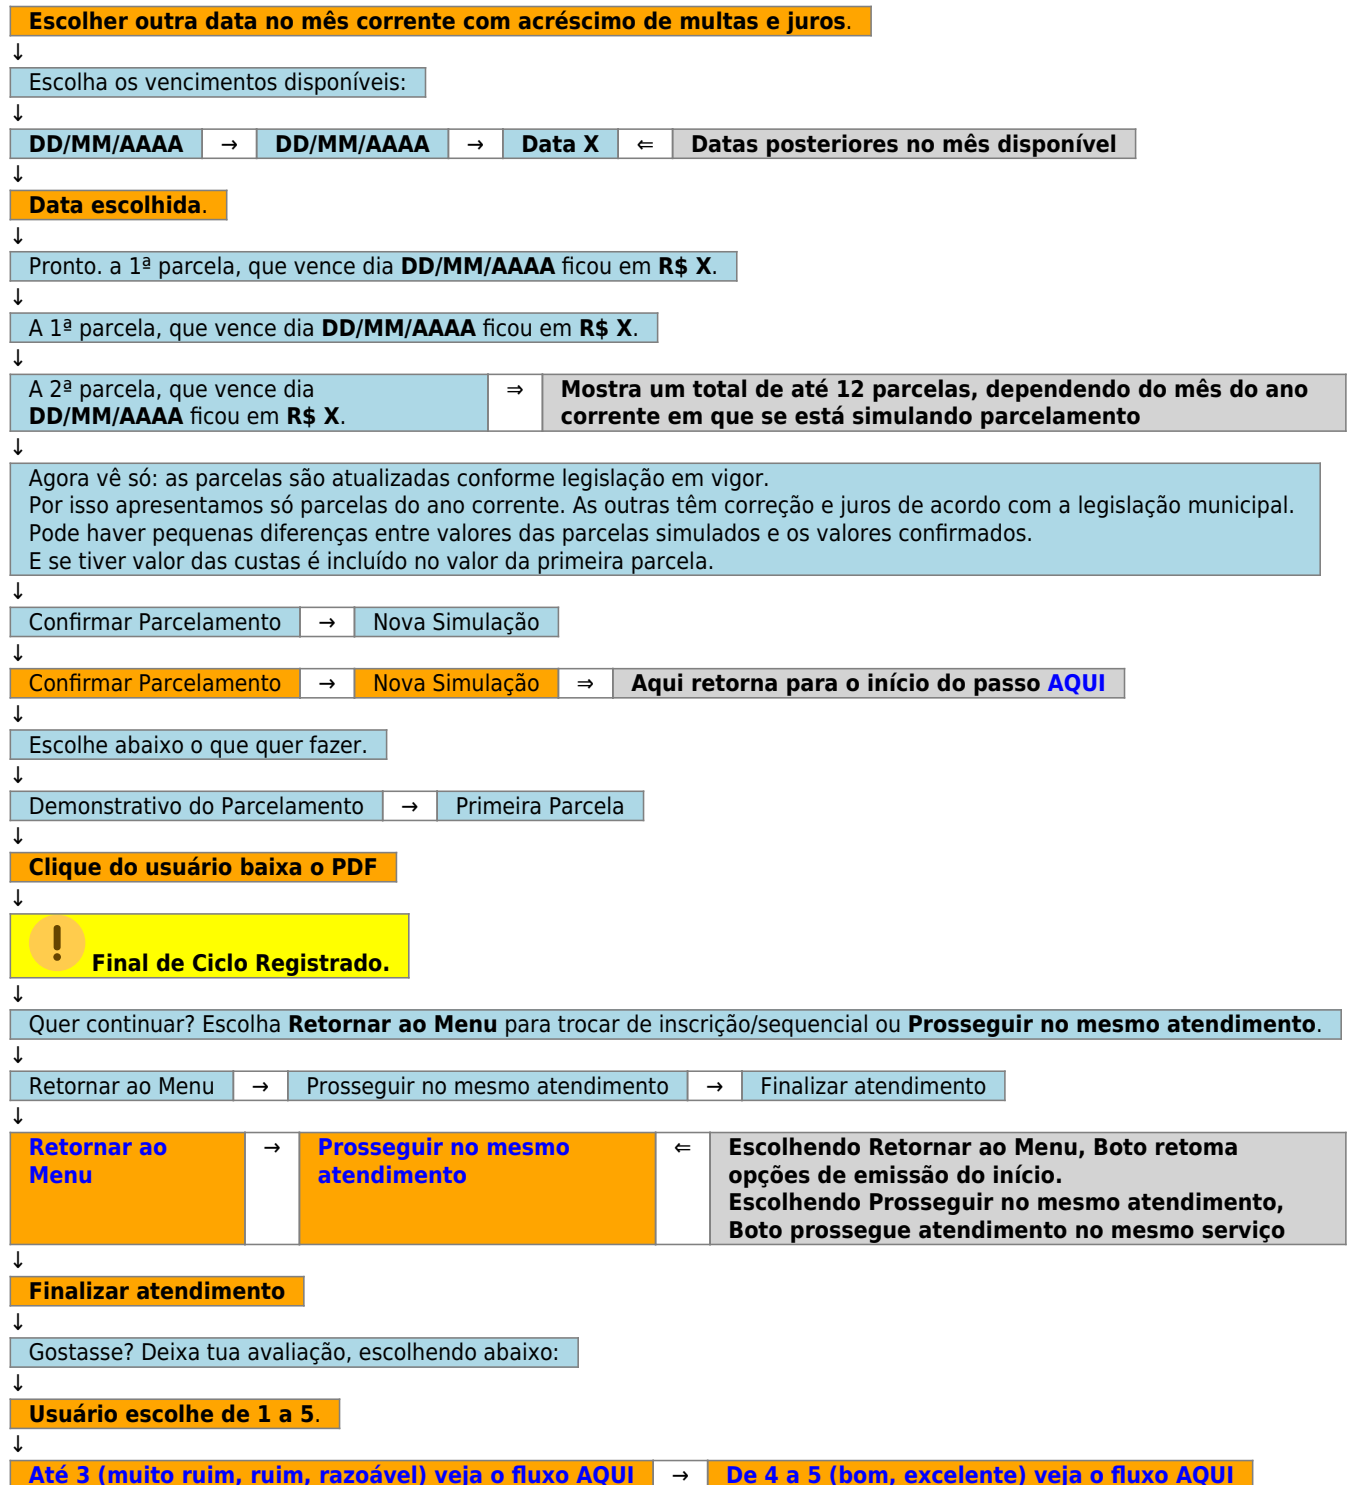 Escolher outra data no mês corrente com acréscimo de multas e juros.
↓
Escolha os vencimentos disponíveis:
↓
DD/MM/AAAA → DD/MM/AAAA → Data X ⇐ Datas posteriores no mês disponível
↓
Data escolhida.
↓
Pronto. a 1ª parcela, que vence dia DD/MM/AAAA ficou em R$ X.
↓
A 1ª parcela, que vence dia DD/MM/AAAA ficou em R$ X.
↓
A 2ª parcela, que vence dia
DD/MM/AAAA ficou em R$ X.
⇒
Mostra um total de até 12 parcelas, dependendo do mês do ano
corrente em que se está simulando parcelamento
↓
Agora vê só: as parcelas são atualizadas conforme legislação em vigor.
Por isso apresentamos só parcelas do ano corrente. As outras têm correção e juros de acordo com a legislação municipal.
Pode haver pequenas diferenças entre valores das parcelas simulados e os valores confirmados.
E se tiver valor das custas é incluído no valor da primeira parcela.
↓
Confirmar Parcelamento → Nova Simulação
↓
Confirmar Parcelamento → Nova Simulação ⇒ Aqui retorna para o início do passo AQUI
↓
Escolhe abaixo o que quer fazer.
↓
Demonstrativo do Parcelamento → Primeira Parcela
↓
Clique do usuário baixa o PDF
↓
! Final de Ciclo Registrado.
↓
Quer continuar? Escolha Retornar ao Menu para trocar de inscrição/sequencial ou Prosseguir no mesmo atendimento.
↓
Retornar ao Menu → Prosseguir no mesmo atendimento → Finalizar atendimento
↓
Retornar ao
Menu
→
Prosseguir no mesmo
atendimento
⇐
Escolhendo Retornar ao Menu, Boto retoma
opções de emissão do início.
Escolhendo Prosseguir no mesmo atendimento,
Boto prossegue atendimento no mesmo serviço
↓
Finalizar atendimento
↓
Gostasse? Deixa tua avaliação, escolhendo abaixo:
↓
Usuário escolhe de 1 a 5.
↓
Até 3 (muito ruim, ruim, razoável) veja o fluxo AQUI → De 4 a 5 (bom, excelente) veja o fluxo AQUI